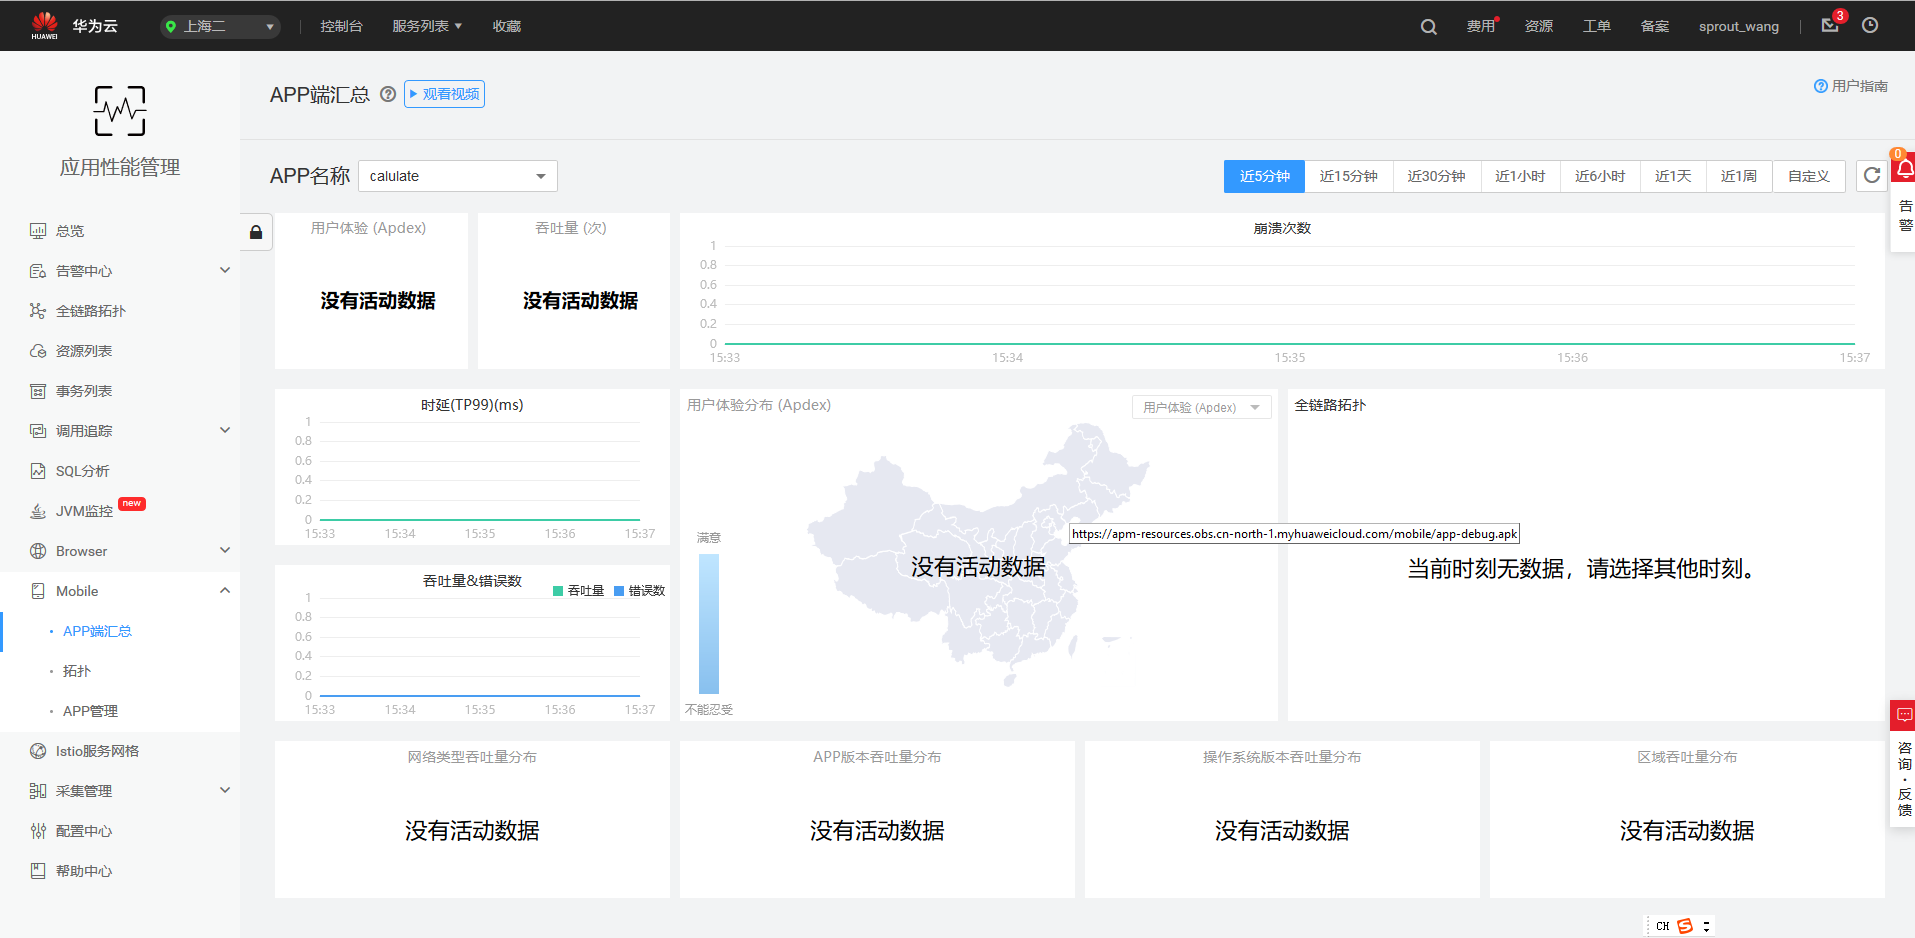 HUAWEI 华为云 上海二 控制台 服务列表 收藏 费用 资源 工单 备案 sprout_wang 3
APP端汇总 ? 观看视频 ? 用户指南
应用性能管理
APP名称 calulate 近5分钟 近15分钟 近30分钟 近1小时 近6小时 近1天 近1周 自定义
0
告
警
总览
告警中心
全链路拓扑
资源列表
事务列表
调用追踪
SQL分析
JVM监控 new
Browser
Mobile
· APP端汇总
· 拓扑
· APP管理
Istio服务网格
采集管理
配置中心
帮助中心
用户体验 (Apdex)
没有活动数据
吞吐量 (次)
没有活动数据
崩溃次数
1
0.8
0.6
0.4
0.2
0
15:33 15:34 15:35 15:36 15:37
时延(TP99)(ms)
1
0.8
0.6
0.4
0.2
0
15:33 15:34 15:35 15:36 15:37
吞吐量&错误数
吞吐量 错误数
1
0.8
0.6
0.4
0.2
0
15:33 15:34 15:35 15:36 15:37
用户体验分布 (Apdex) 用户体验 (Apdex)
满意
没有活动数据
不能忍受
全链路拓扑
https://apm-resources.obs.cn-north-1.myhuaweicloud.com/mobile/app-debug.apk
当前时刻无数据，请选择其他时刻。
网络类型吞吐量分布
没有活动数据
APP版本吞吐量分布
没有活动数据
操作系统版本吞吐量分布
没有活动数据
区域吞吐量分布
没有活动数据
咨
询
·
反
馈
CH S